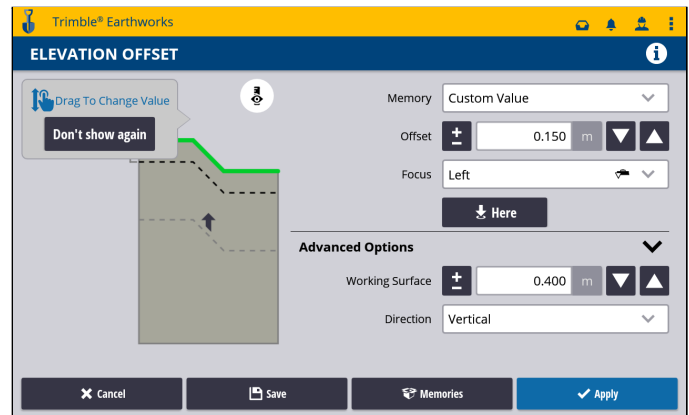 Trimble® Earthworks
ELEVATION OFFSET
Drag To Change Value
Don't show again
Memory Custom Value
Offset 0.150 m
Focus Left
Here
Advanced Options
Working Surface 0.400 m
Direction Vertical
Cancel Save Memories Apply